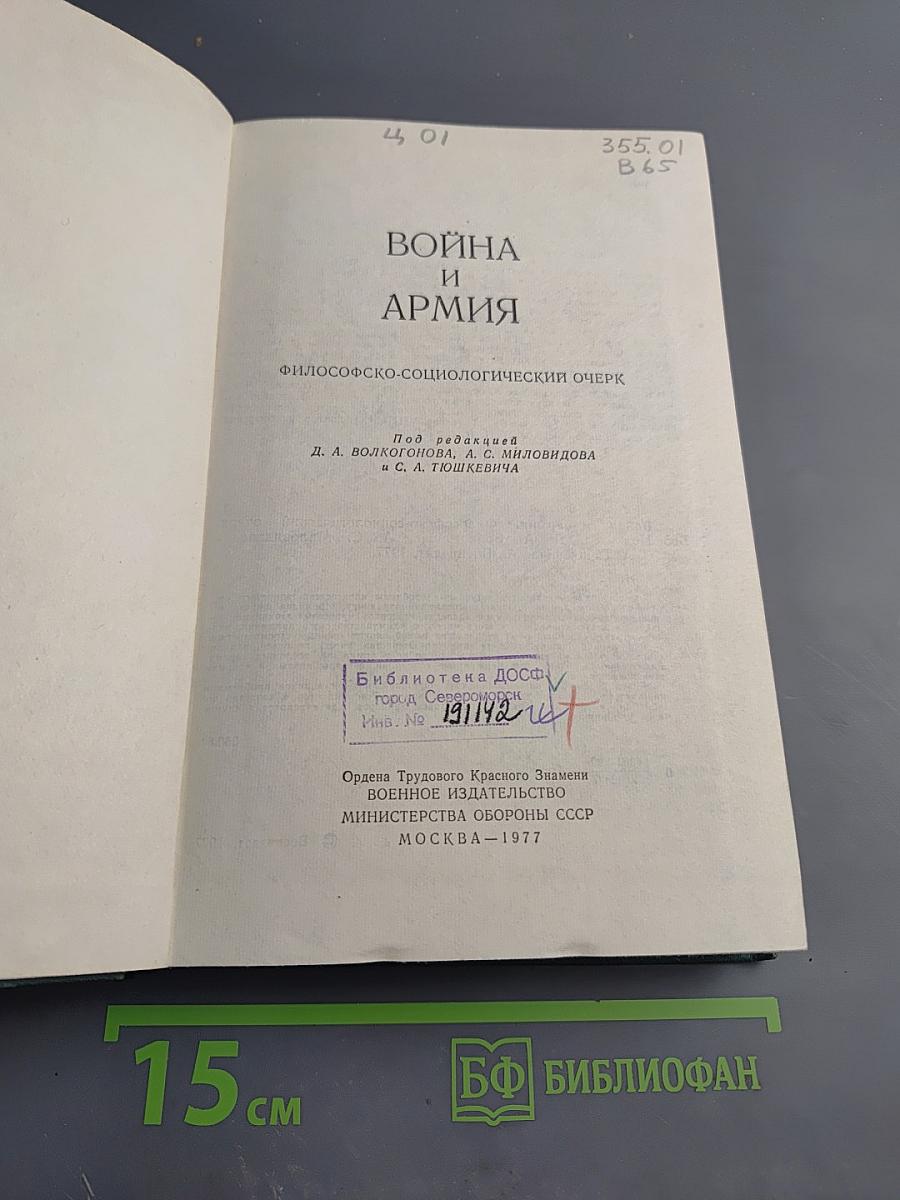 Ц 01
355.01
В 65
ВОЙНА
И
АРМИЯ
ФИЛОСОФСКО-СОЦИОЛОГИЧЕСКИЙ ОЧЕРК
Под редакцией
Д. А. ВОЛКОГОНОВА, А. С. МИЛОВИДОВА
и С. А. ТЮШКЕВИЧА
Библиотека ДОСФ
город Североморск
Инв. № 191142
Ордена Трудового Красного Знамени
ВОЕННОЕ ИЗДАТЕЛЬСТВО
МИНИСТЕРСТВА ОБОРОНЫ СССР
МОСКВА—1977
15 см
БФ БИБЛИОФАН